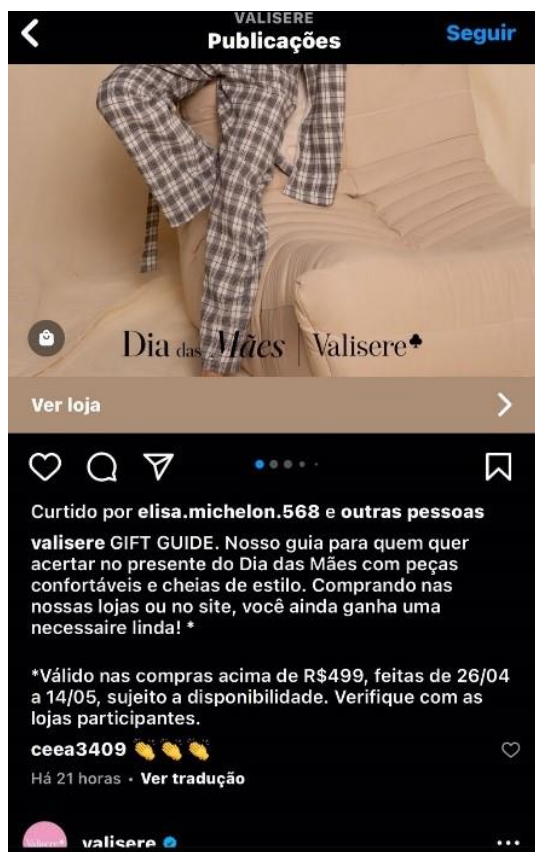 VALISERE
Publicações
Seguir
Dia das Mães | Valisere
Ver loja
Curtido por elisa.michelon.568 e outras pessoas
valisere GIFT GUIDE. Nosso guia para quem quer
acertar no presente do Dia das Mães com peças
confortáveis e cheias de estilo. Comprando nas
nossas lojas ou no site, você ainda ganha uma
necessaire linda! *
*Válido nas compras acima de R$499, feitas de 26/04
a 14/05, sujeito a disponibilidade. Verifique com as
lojas participantes.
ceea3409 👏👏👏
Há 21 horas • Ver tradução
Valisere
valisere